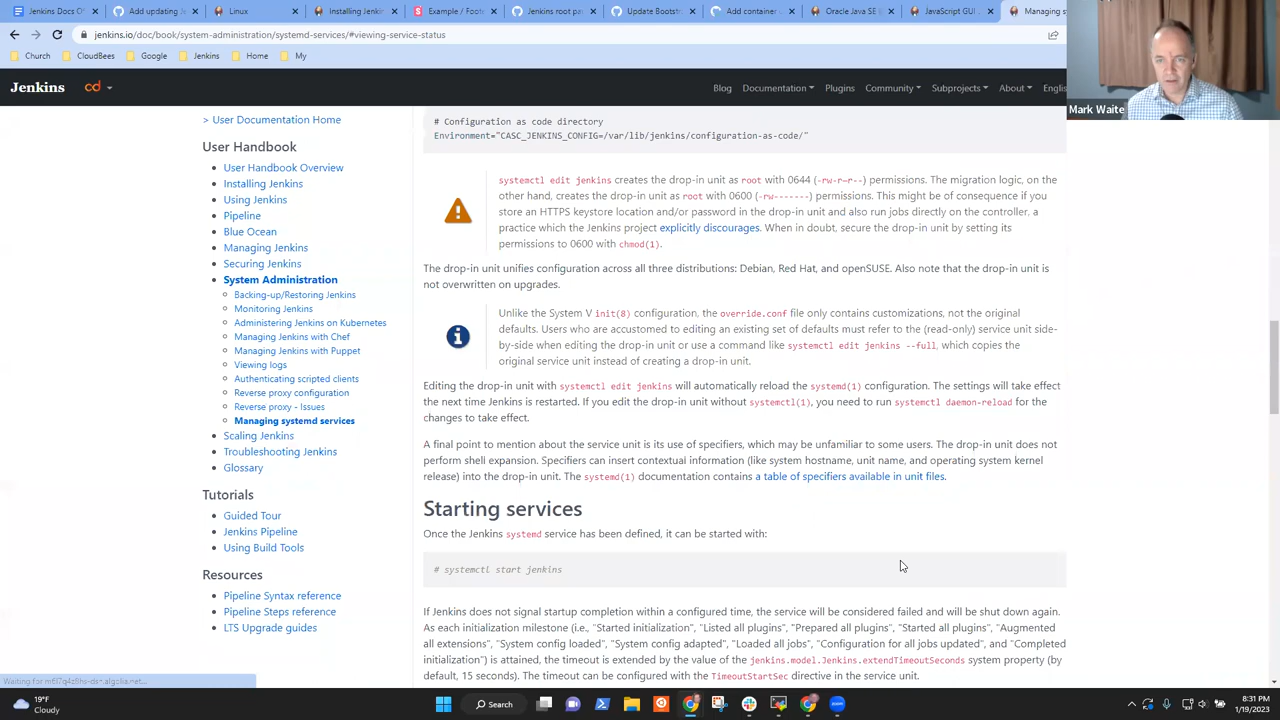 Jenkins Docs O
Add updating Je
Linux
Installing Jenki
Example / Foote
Jenkins root pa
Update Bootstr
Add container
Oracle Java SE
JavaScript GUI
Managing s
jenkins.io/doc/book/system-administration/systemd-services/#viewing-service-status
Church
CloudBees
Google
Jenkins
Home
My
Mark Waite
Jenkins
cd
Blog
Documentation
Plugins
Community
Subprojects
About
Englis
> User Documentation Home
User Handbook
User Handbook Overview
Installing Jenkins
Using Jenkins
Pipeline
Blue Ocean
Managing Jenkins
Securing Jenkins
System Administration
Backing-up/Restoring Jenkins
Monitoring Jenkins
Administering Jenkins on Kubernetes
Managing Jenkins with Chef
Managing Jenkins with Puppet
Viewing logs
Authenticating scripted clients
Reverse proxy configuration
Reverse proxy - Issues
Managing systemd services
Scaling Jenkins
Troubleshooting Jenkins
Glossary
Tutorials
Guided Tour
Jenkins Pipeline
Using Build Tools
Resources
Pipeline Syntax reference
Pipeline Steps reference
LTS Upgrade guides
# Configuration as code directory
Environment="CASC_JENKINS_CONFIG=/var/lib/jenkins/configuration-as-code/"
systemctl edit jenkins creates the drop-in unit as root with 0644 (-rw-r—r--) permissions. The migration logic, on the
other hand, creates the drop-in unit as root with 0600 (-rw-------) permissions. This might be of consequence if you
store an HTTPS keystore location and/or password in the drop-in unit and also run jobs directly on the controller. a
practice which the Jenkins project explicitly discourages. When in doubt, secure the drop-in unit by setting its
permissions to 0600 with chmod(1).
The drop-in unit unifies configuration across all three distributions: Debian, Red Hat, and openSUSE. Also note that the drop-in unit is
not overwritten on upgrades.
Unlike the System V init(8) configuration, the override.conf file only contains customizations, not the original
defaults. Users who are accustomed to editing an existing set of defaults must refer to the (read-only) service unit side-
by-side when editing the drop-in unit or use a command like systemctl edit jenkins --full, which copies the
original service unit instead of creating a drop-in unit.
Editing the drop-in unit with systemctl edit jenkins will automatically reload the systemd(1) configuration. The settings will take effect
the next time Jenkins is restarted. If you edit the drop-in unit without systemctl(1), you need to run systemctl daemon-reload for the
changes to take effect.
A final point to mention about the service unit is its use of specifiers, which may be unfamiliar to some users. The drop-in unit does not
perform shell expansion. Specifiers can insert contextual information (like system hostname, unit name, and operating system kernel
release) into the drop-in unit. The systemd(1) documentation contains a table of specifiers available in unit files.
Starting services
Once the Jenkins systemd service has been defined, it can be started with:
# systemctl start jenkins
If Jenkins does not signal startup completion within a configured time, the service will be considered failed and will be shut down again.
As each initialization milestone (i.e., "Started initialization", "Listed all plugins", "Prepared all plugins", "Started all plugins", "Augmented
all extensions", "System config loaded", "System config adapted", "Loaded all jobs", "Configuration for all jobs updated", and "Completed
initialization") is attained, the timeout is extended by the value of the jenkins.model.Jenkins.extendTimeoutSeconds system property (by
default, 15 seconds). The timeout can be configured with the TimeoutStartSec directive in the service unit.
19°F
Cloudy
Search
8:31 PM
1/19/2023